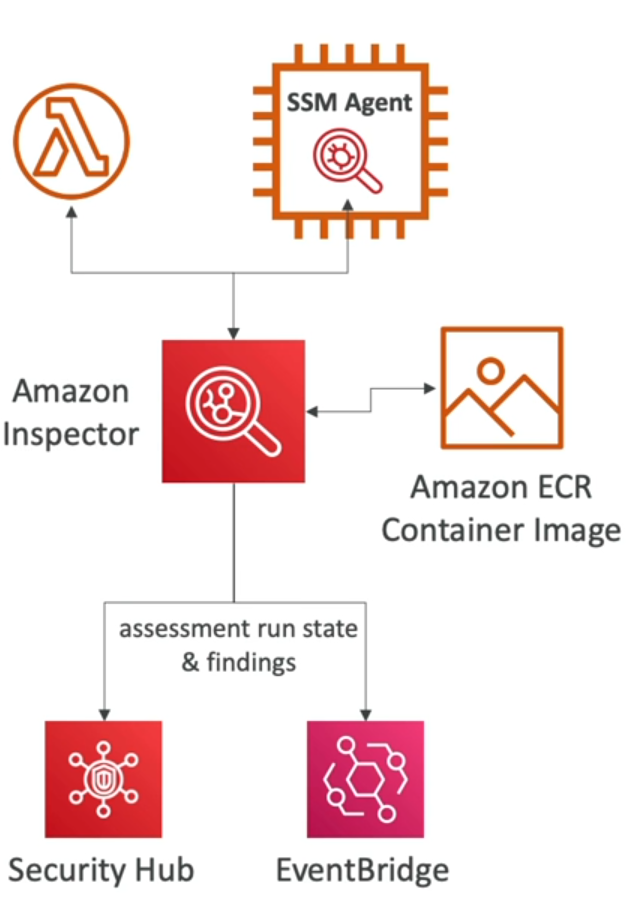 SSM Agent
Amazon
Inspector
Amazon ECR
Container Image
assessment run state
& findings
Security Hub
EventBridge